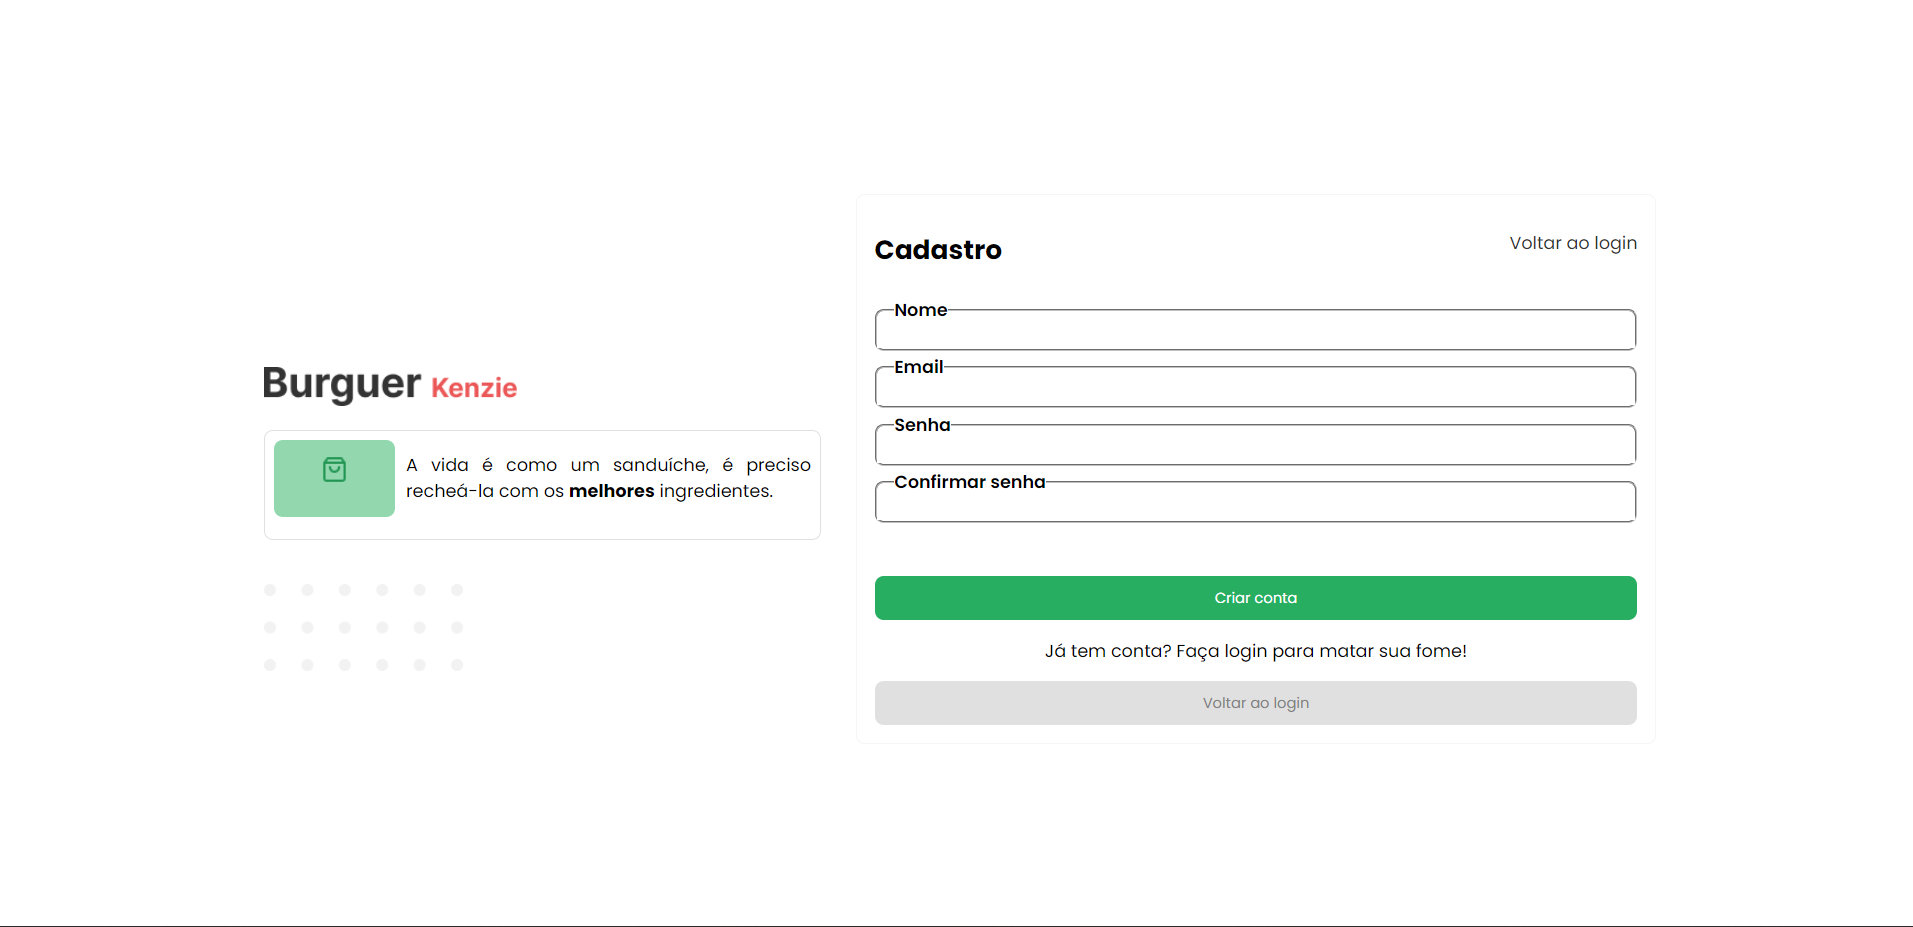 Burguer Kenzie
A vida é como um sanduíche, é preciso
recheá-la com os melhores ingredientes.
Cadastro
Voltar ao login
Nome
Email
Senha
Confirmar senha
Criar conta
Já tem conta? Faça login para matar sua fome!
Voltar ao login